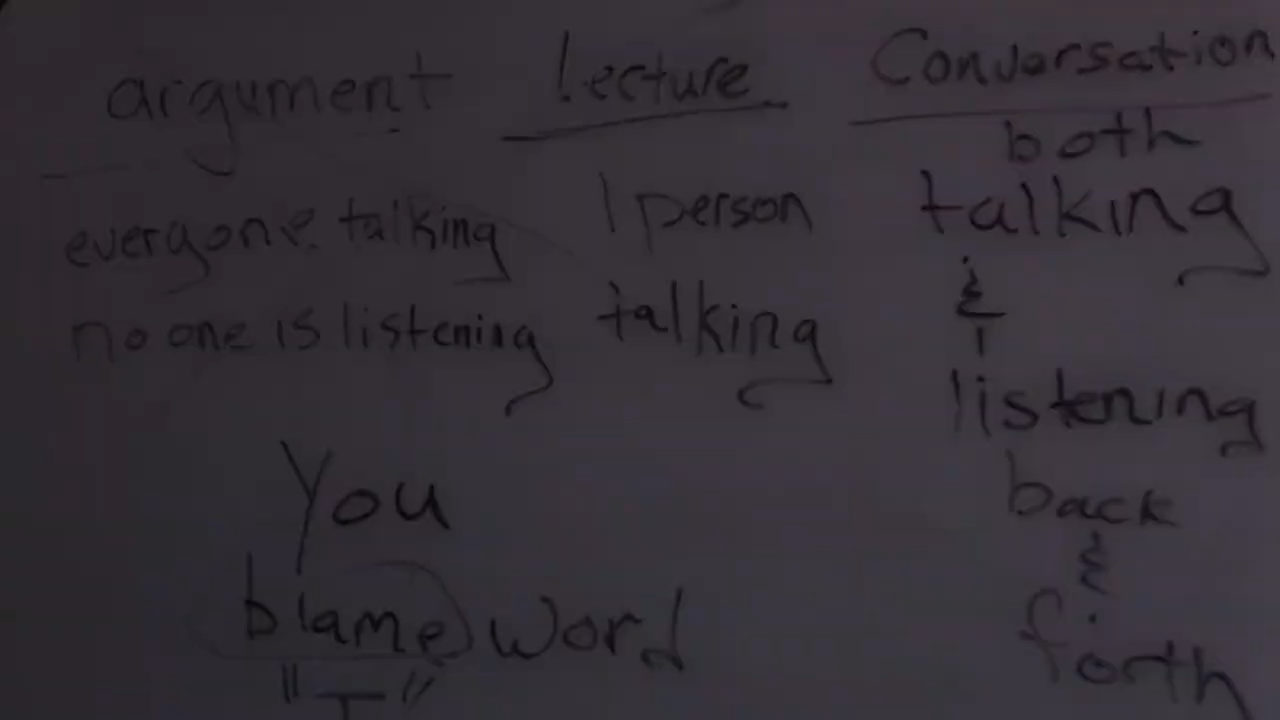 argument
everyone talking
no one is listening
Lecture
1 person
talking
Conversation
both
talking
&
listening
back
&
forth
You
blame word
"I"